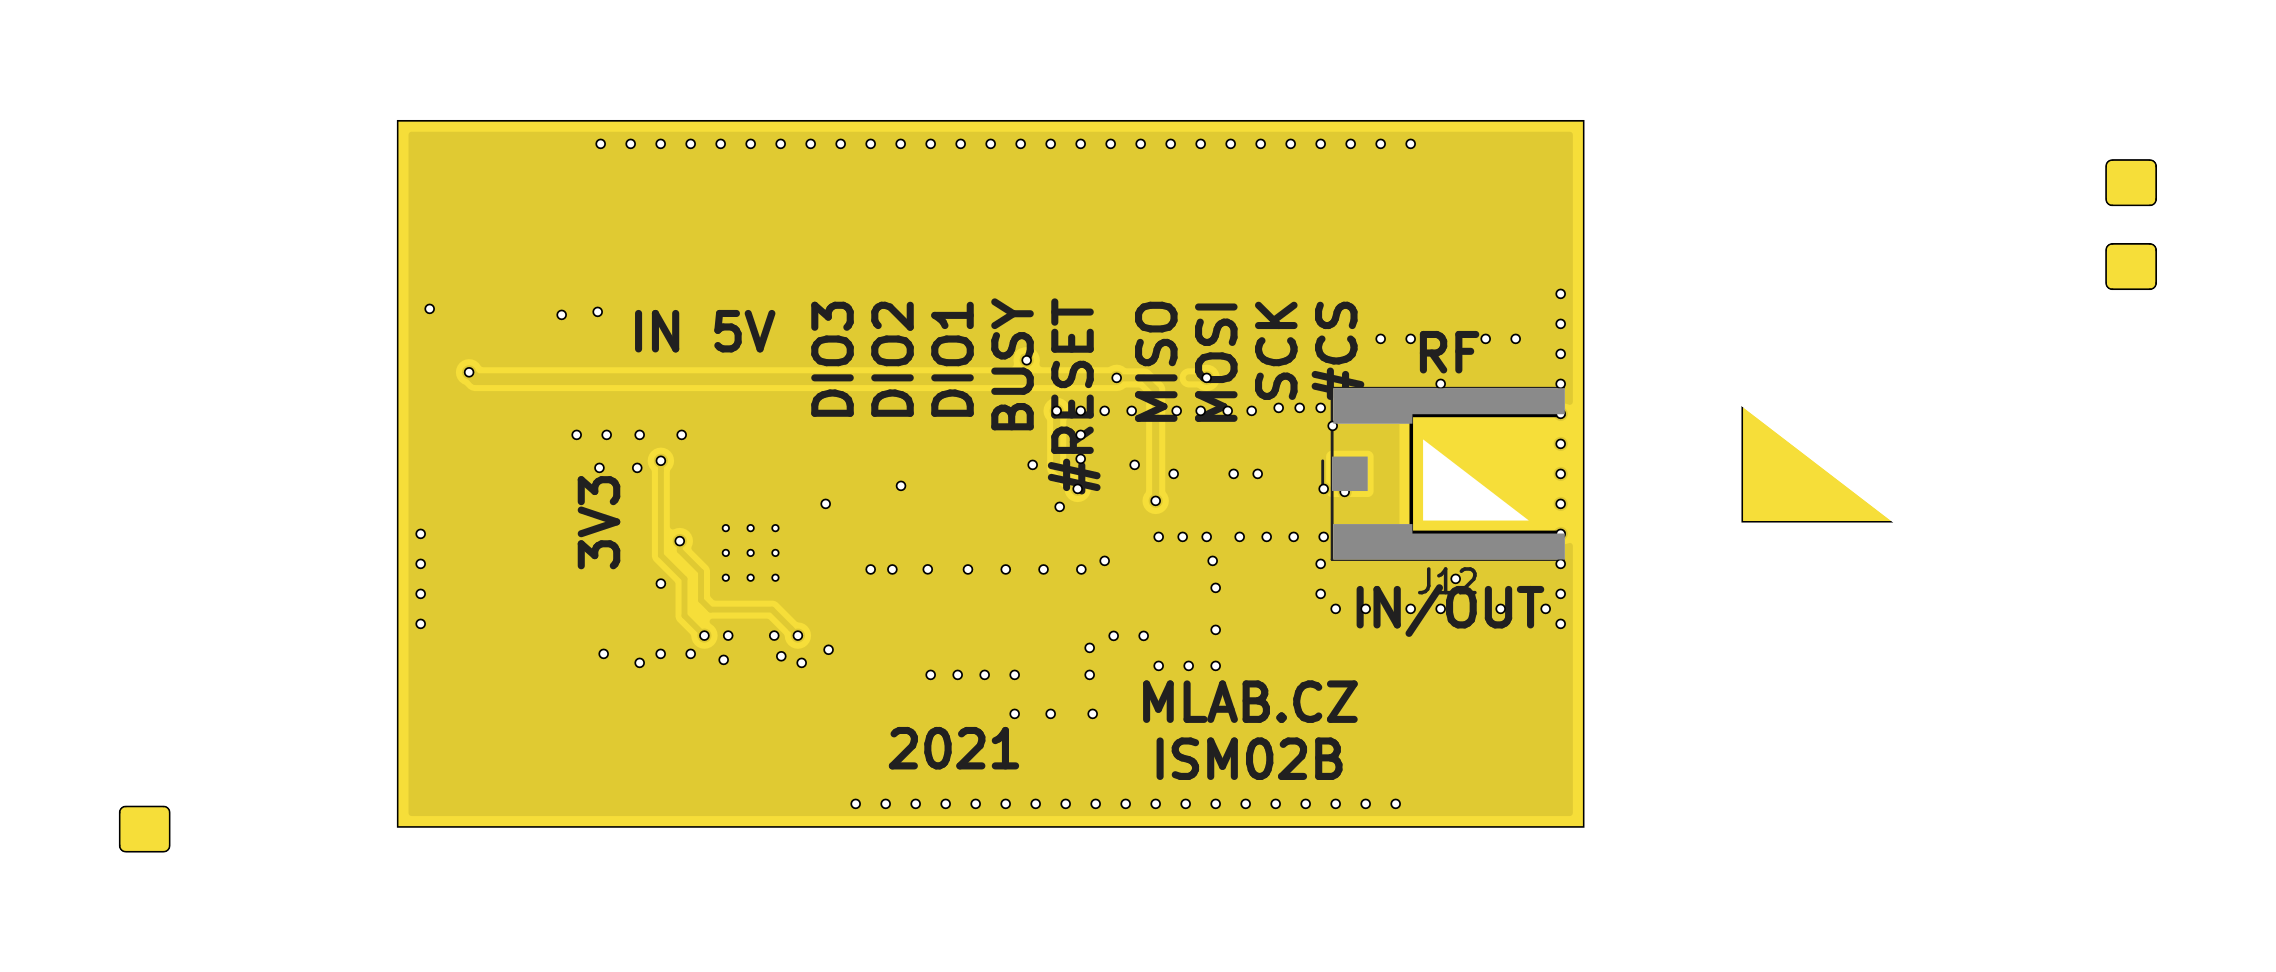 IN 5V
DIO3
DIO2
DIO1
BUSY
#RESET
MISO
MOSI
SCK
#CS
RF
3V3
J12
IN/OUT
MLAB.CZ
ISM02B
2021